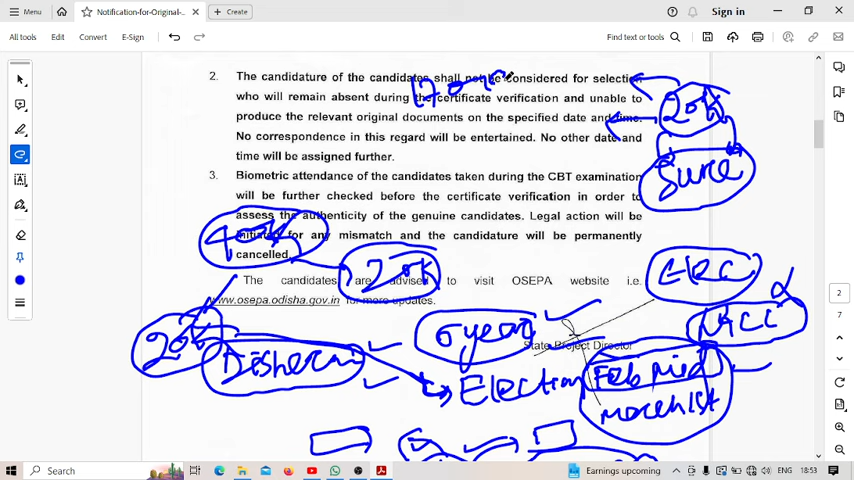 Menu
Notification-for-Original-...
Create
Sign in
All tools
Edit
Convert
E-Sign
Find text or tools
2. The candidature of the candidates shall not be considered for selection
who will remain absent during the certificate verification and unable to
produce the relevant original documents on the specified date and time.
No correspondence in this regard will be entertained. No other date and
time will be assigned further.
3. Biometric attendance of the candidates taken during the CBT examination
will be further checked before the certificate verification in order to
assess the authenticity of the genuine candidates. Legal action will be
initiated for any mismatch and the candidature will be permanently
cancelled.
The candidates are advised to visit OSEPA website i.e.
www.osepa.odisha.gov.in for more updates.
State Project Director
20k
40k
20k
20k
6 year
Election
Feb mid
2
7
Search
Earnings upcoming
ENG
18:53